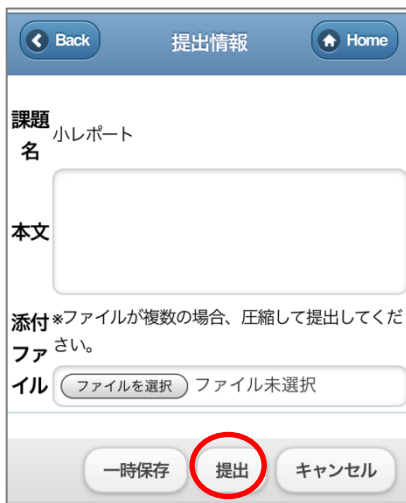 Back 提出情報 Home
課題名
小レポート
本文
添付ファイル
※ファイルが複数の場合、圧縮して提出してくだ
さい。
ファイルを選択 ファイル未選択
一時保存 提出 キャンセル